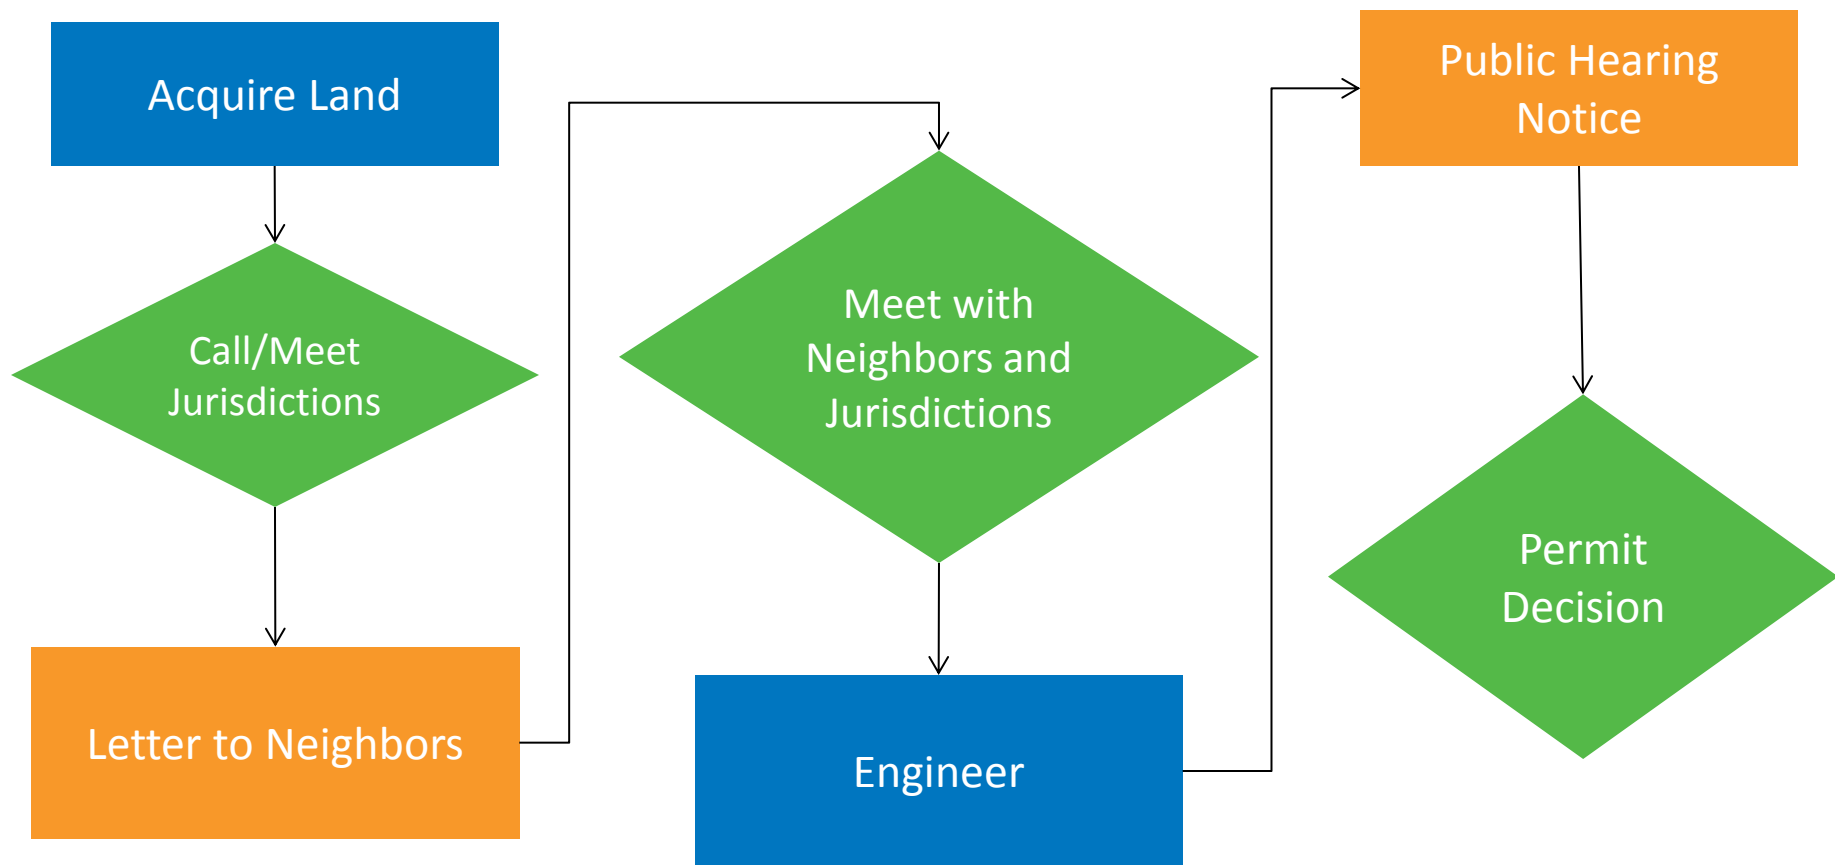 Acquire Land
Call/Meet
Jurisdictions
Letter to Neighbors
Meet with
Neighbors and
Jurisdictions
Engineer
Public Hearing
Notice
Permit
Decision